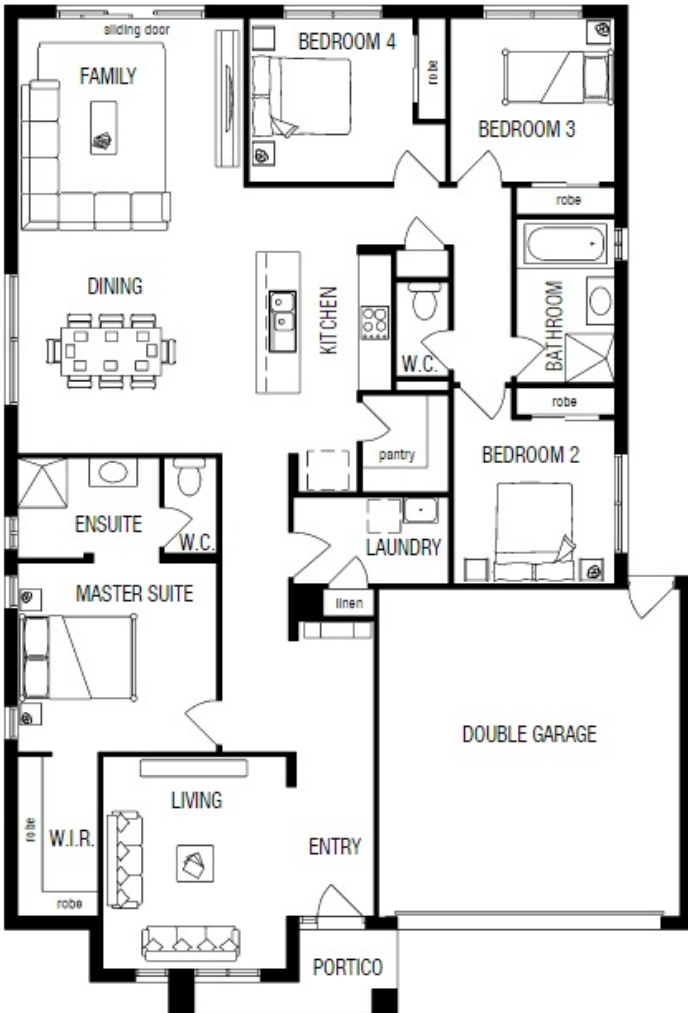 sliding door
FAMILY
BEDROOM 4
robe
BEDROOM 3
robe
DINING
KITCHEN
W.C.
BATHROOM
robe
pantry
BEDROOM 2
ENSUITE
W.C.
LAUNDRY
MASTER SUITE
linen
DOUBLE GARAGE
LIVING
robe
W.I.R.
ENTRY
robe
PORTICO